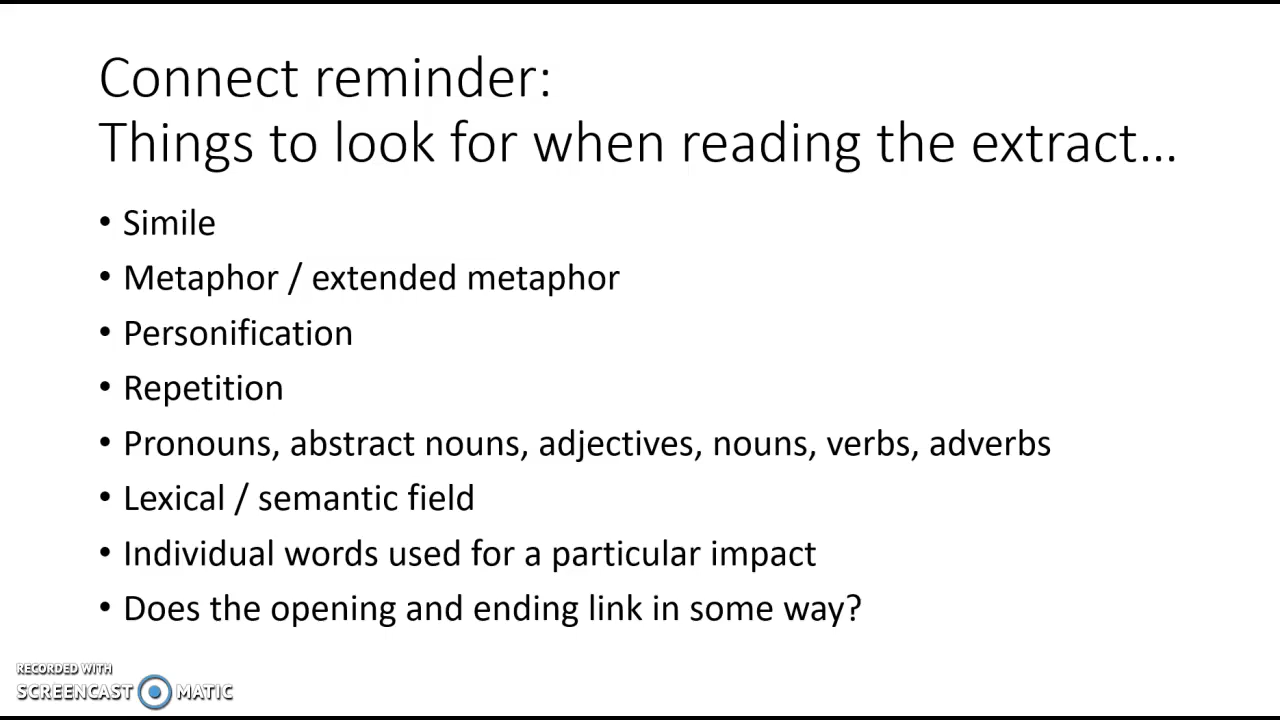 Connect reminder:
Things to look for when reading the extract...
• Simile
• Metaphor / extended metaphor
• Personification
• Repetition
• Pronouns, abstract nouns, adjectives, nouns, verbs, adverbs
• Lexical / semantic field
• Individual words used for a particular impact
• Does the opening and ending link in some way?
RECORDED WITH
SCREENCAST MATIC